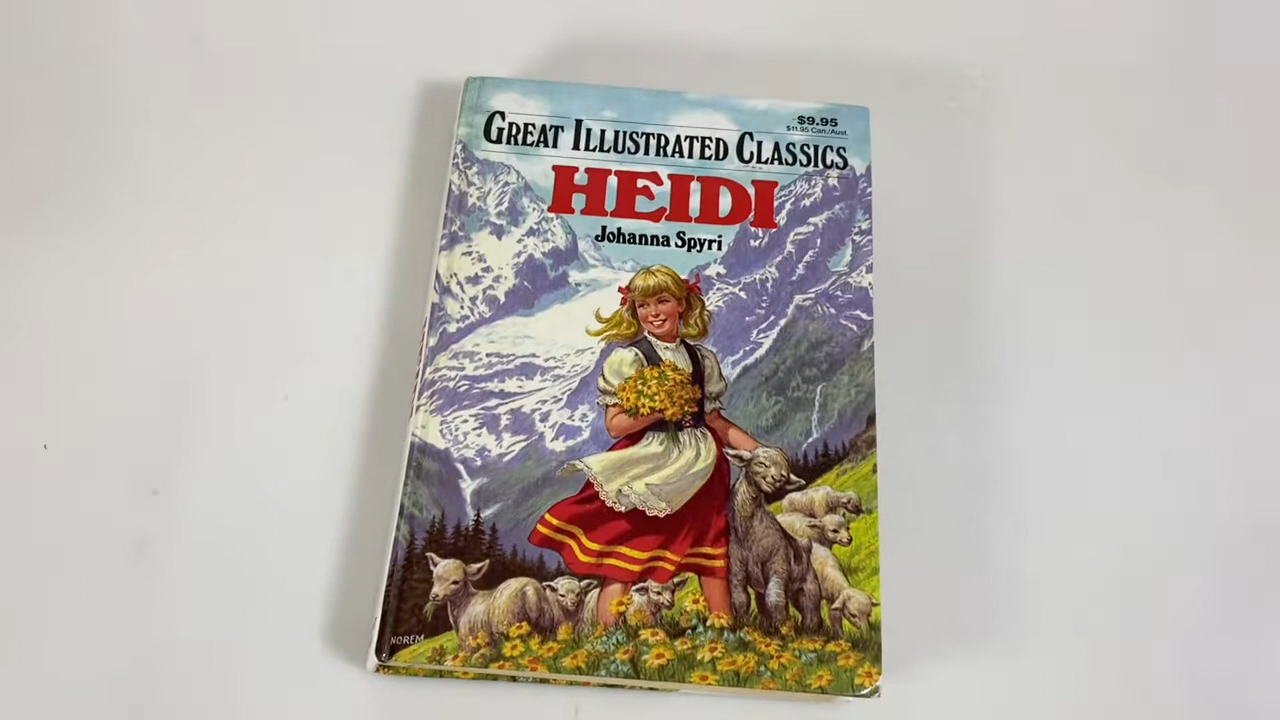 $9.95
$11.95 Can./Aust.
GREAT ILLUSTRATED CLASSICS
HEIDI
Johanna Spyri
NOREM